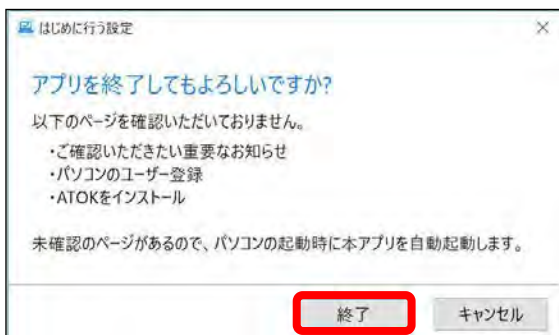 はじめに行う設定
アプリを終了してもよろしいですか?
以下のページを確認いただいておりません。
・ご確認いただきたい重要なお知らせ
・パソコンのユーザー登録
・ATOKをインストール
未確認のページがあるので、パソコンの起動時に本アプリを自動起動します。
終了
キャンセル